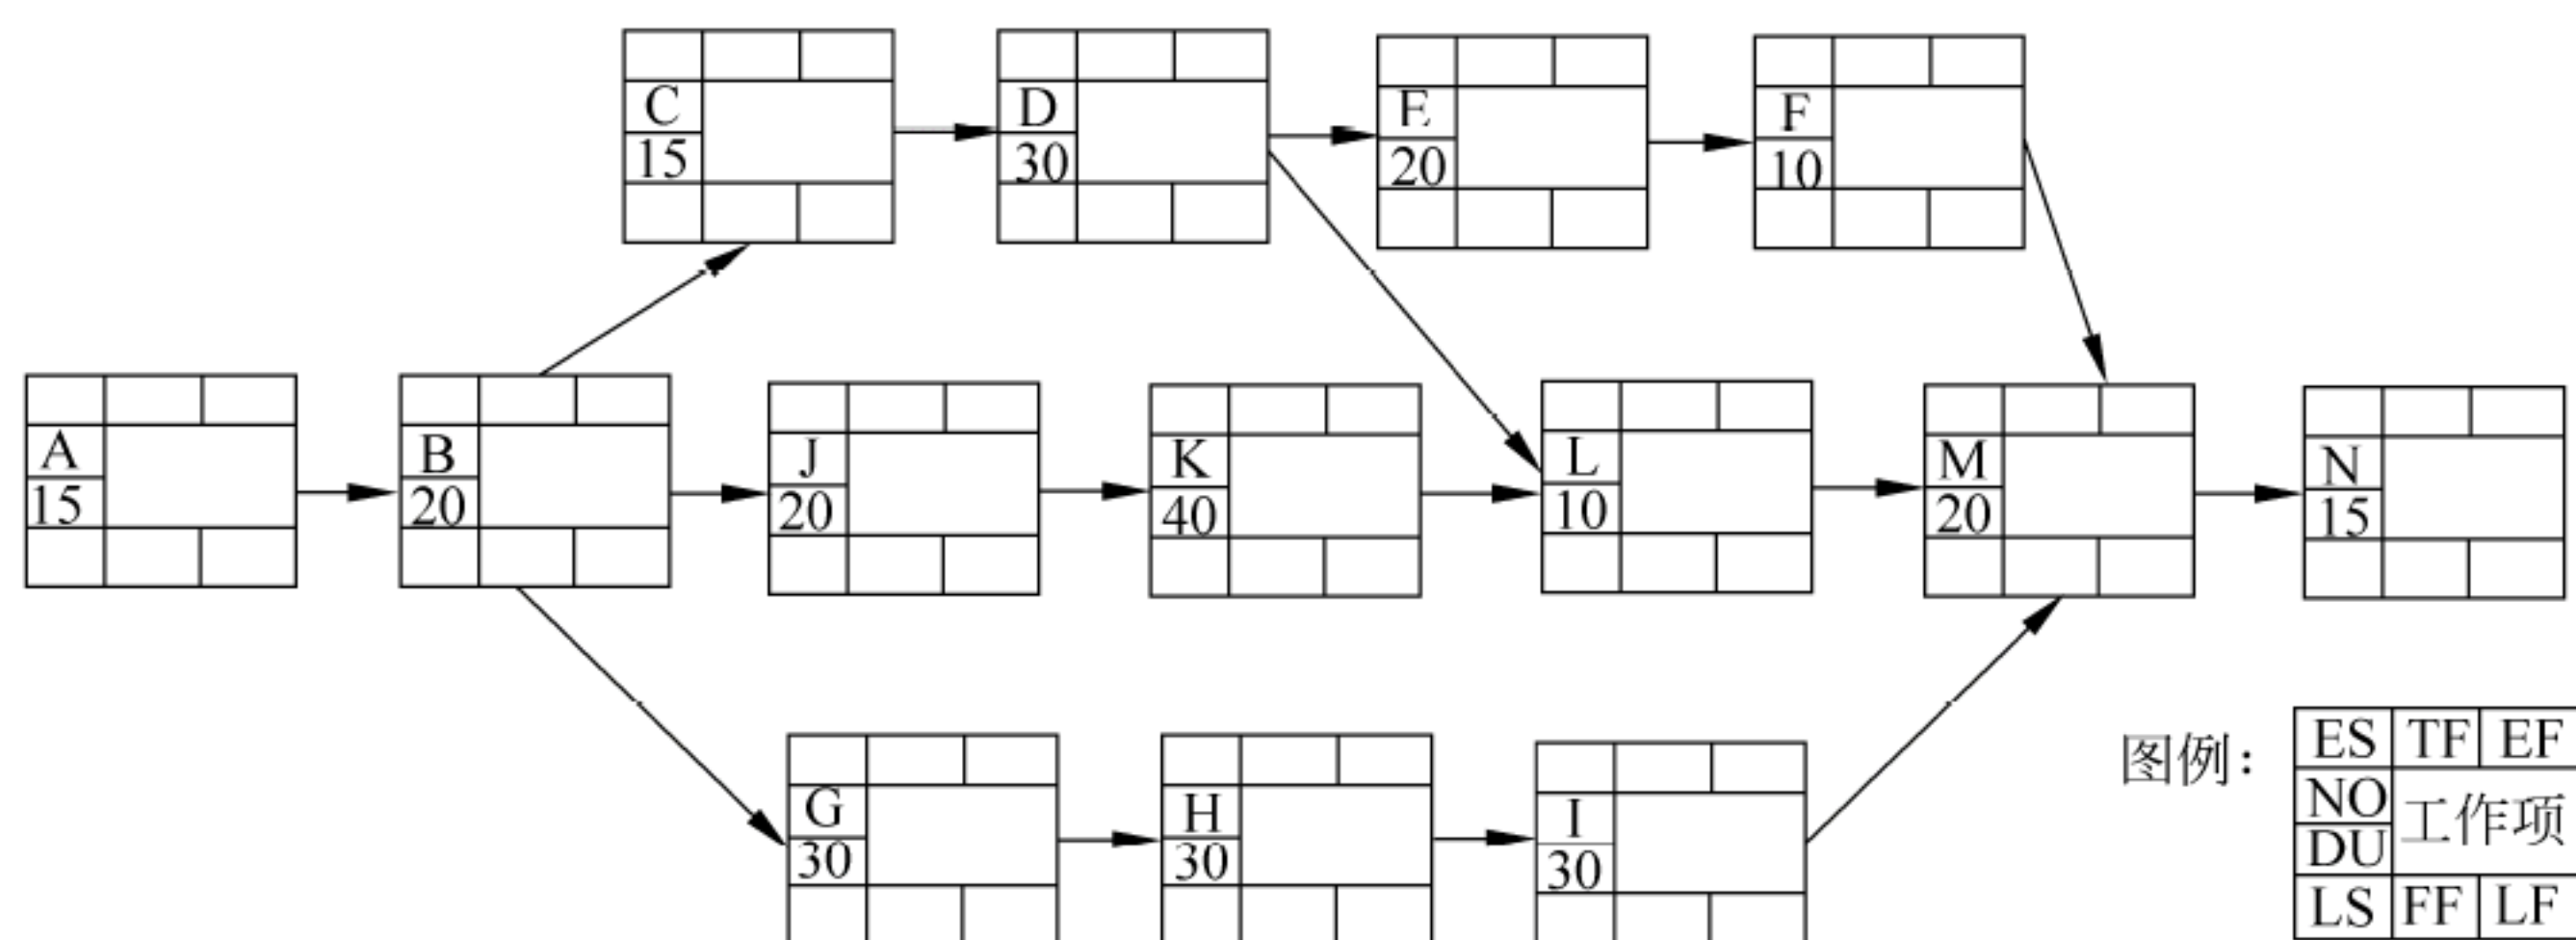 C
15
D
30
E
20
F
10
A
15
B
20
J
20
K
40
L
10
M
20
N
15
G
30
H
30
I
30
图例:
ES TF EF
NO 工作项
DU
LS FF LF